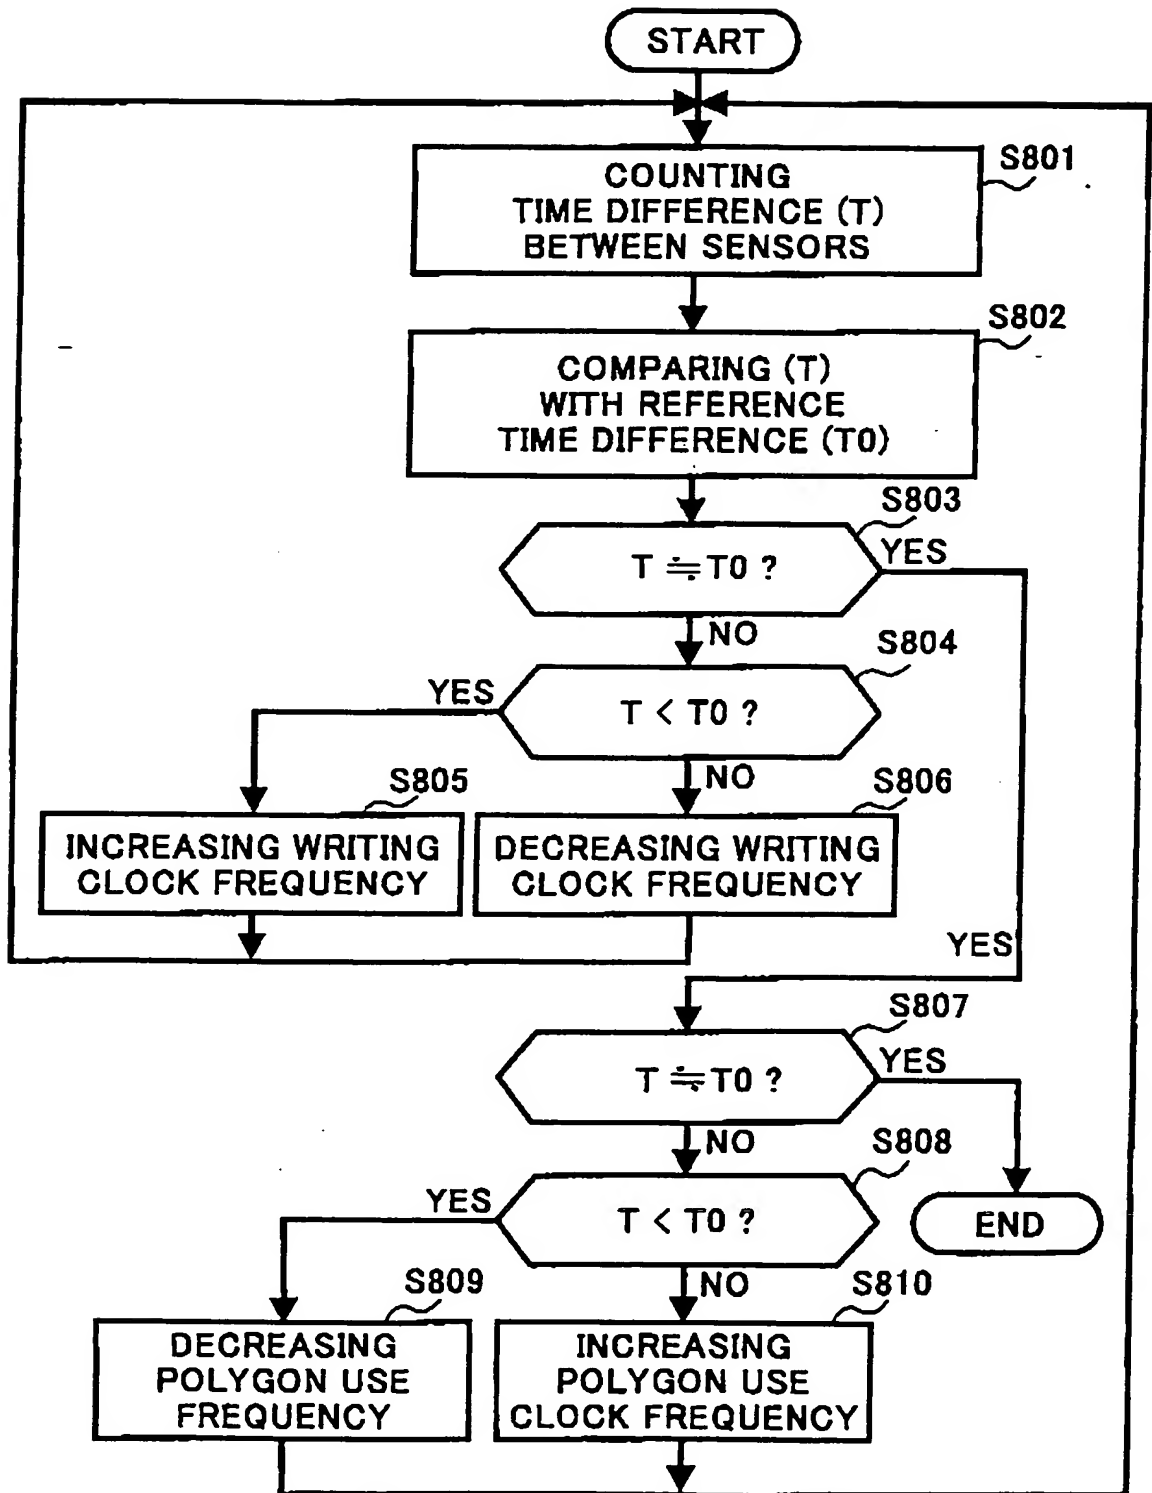 START
S801
COUNTING
TIME DIFFERENCE (T)
BETWEEN SENSORS
S802
COMPARING (T)
WITH REFERENCE
TIME DIFFERENCE (T0)
S803
T ≒ T0 ?
YES
NO
S804
T < T0 ?
YES
NO
S805
INCREASING WRITING
CLOCK FREQUENCY
S806
DECREASING WRITING
CLOCK FREQUENCY
YES
S807
T ≒ T0 ?
YES
NO
S808
T < T0 ?
YES
NO
END
S809
DECREASING
POLYGON USE
FREQUENCY
S810
INCREASING
POLYGON USE
CLOCK FREQUENCY